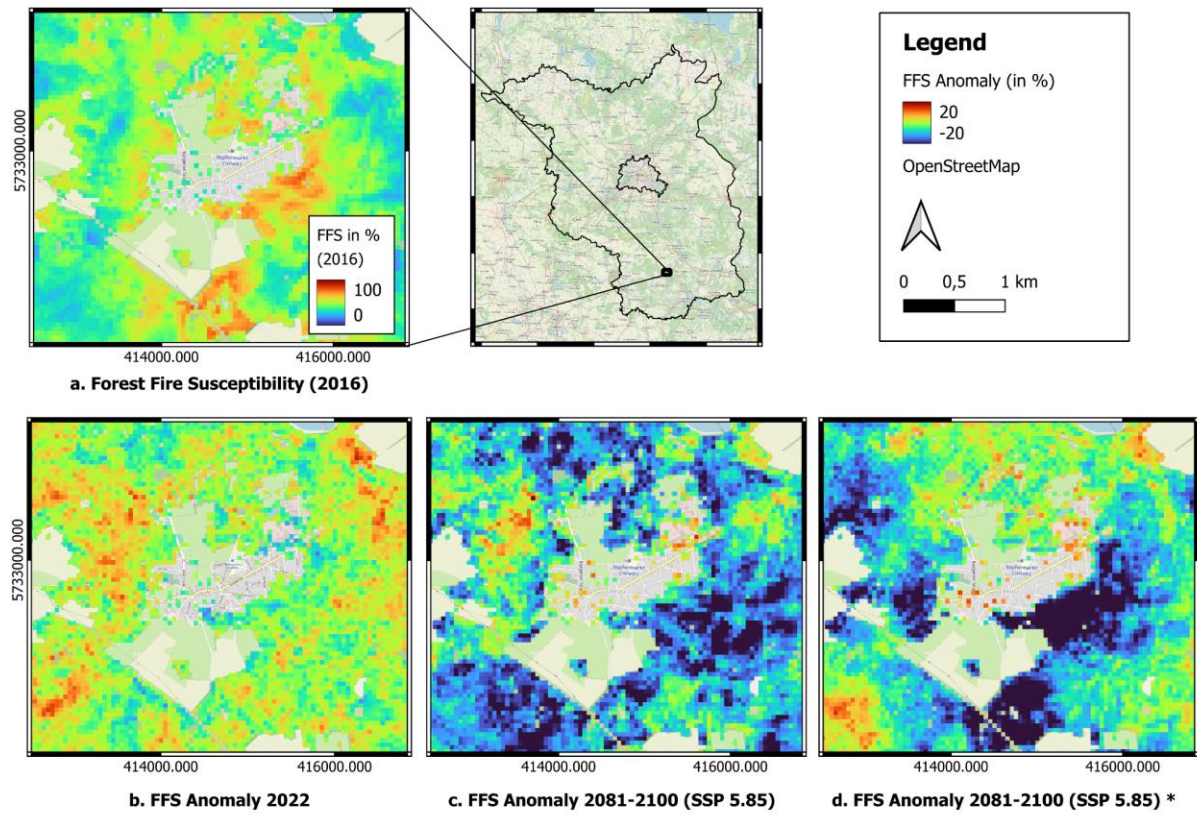 5733000.000
FFS in %
(2016)
100
0
414000.000
416000.000
a. Forest Fire Susceptibility (2016)
Legend
FFS Anomaly (in %)
20
-20
OpenStreetMap
0
0,5
1 km
5733000.000
414000.000
416000.000
b. FFS Anomaly 2022
414000.000
416000.000
c. FFS Anomaly 2081-2100 (SSP 5.85)
414000.000
416000.000
d. FFS Anomaly 2081-2100 (SSP 5.85) *